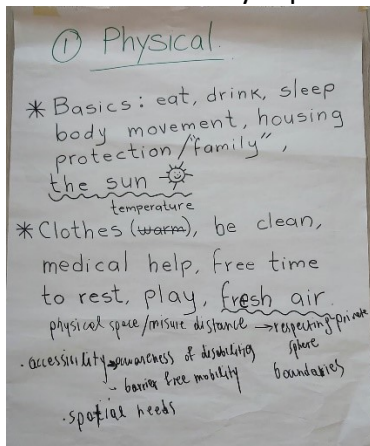 ① Physical.
* Basics: eat, drink, sleep
body movement, housing
protection/"family",
the sun
temperature
* Clothes (warm), be clean,
medical help, free time
to rest, play, fresh air.
physical space/misure distance → respecting private
sphere
boundaries
· accessibility → awareness of disabilities
→ barrier free mobility
· spatial needs